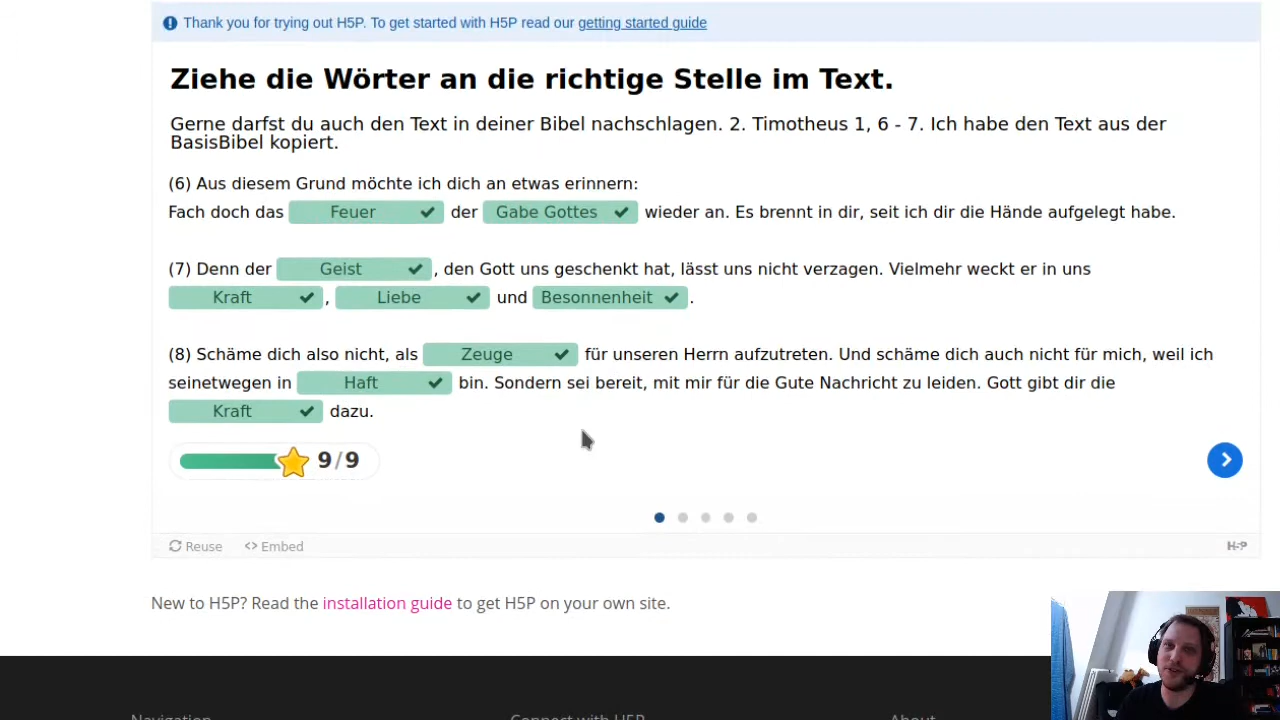 Thank you for trying out H5P. To get started with H5P read our getting started guide
Ziehe die Wörter an die richtige Stelle im Text.
Gerne darfst du auch den Text in deiner Bibel nachschlagen. 2. Timotheus 1, 6 - 7. Ich habe den Text aus der
BasisBibel kopiert.
(6) Aus diesem Grund möchte ich dich an etwas erinnern:
Fach doch das Feuer der Gabe Gottes wieder an. Es brennt in dir, seit ich dir die Hände aufgelegt habe.
(7) Denn der Geist, den Gott uns geschenkt hat, lässt uns nicht verzagen. Vielmehr weckt er in uns
Kraft, Liebe und Besonnenheit.
(8) Schäme dich also nicht, als Zeuge für unseren Herrn aufzutreten. Und schäme dich auch nicht für mich, weil ich
seinetwegen in Haft bin. Sondern sei bereit, mit mir für die Gute Nachricht zu leiden. Gott gibt dir die
Kraft dazu.
9/9
Reuse <> Embed H5P
New to H5P? Read the installation guide to get H5P on your own site.
Navigation Connect with H5P About